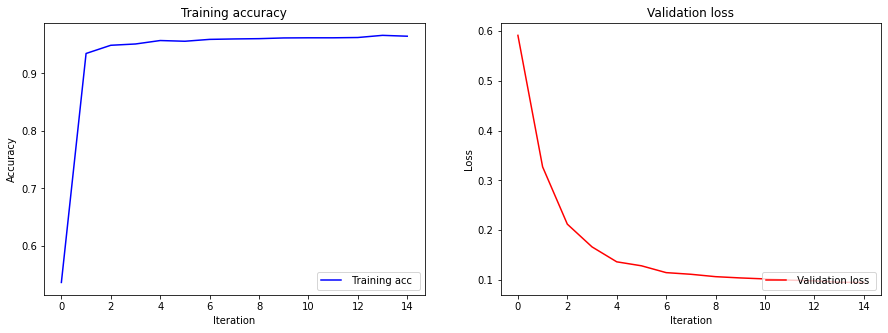 Training accuracy
Accuracy
0.9
0.8
0.7
0.6
0 2 4 6 8 10 12 14
Iteration
Training acc
Validation loss
Loss
0.6
0.5
0.4
0.3
0.2
0.1
0 2 4 6 8 10 12 14
Iteration
Validation loss